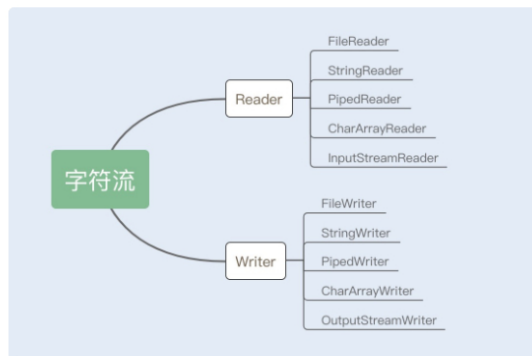 字符流
Reader
FileReader
StringReader
PipedReader
CharArrayReader
InputStreamReader
Writer
FileWriter
StringWriter
PipedWriter
CharArrayWriter
OutputStreamWriter